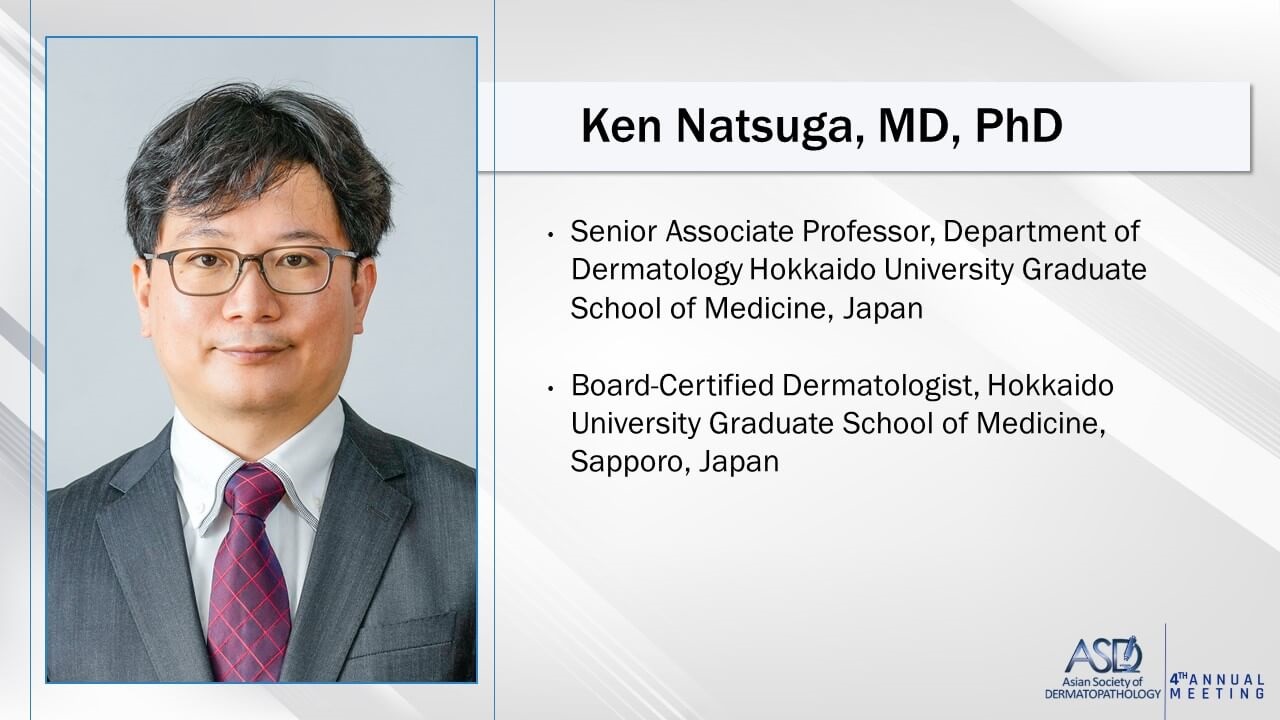 Ken Natsuga, MD, PhD
• Senior Associate Professor, Department of
Dermatology Hokkaido University Graduate
School of Medicine, Japan
• Board-Certified Dermatologist, Hokkaido
University Graduate School of Medicine,
Sapporo, Japan
ASD
Asian Society of
DERMATOPATHOLOGY
4TH ANNUAL
MEETING